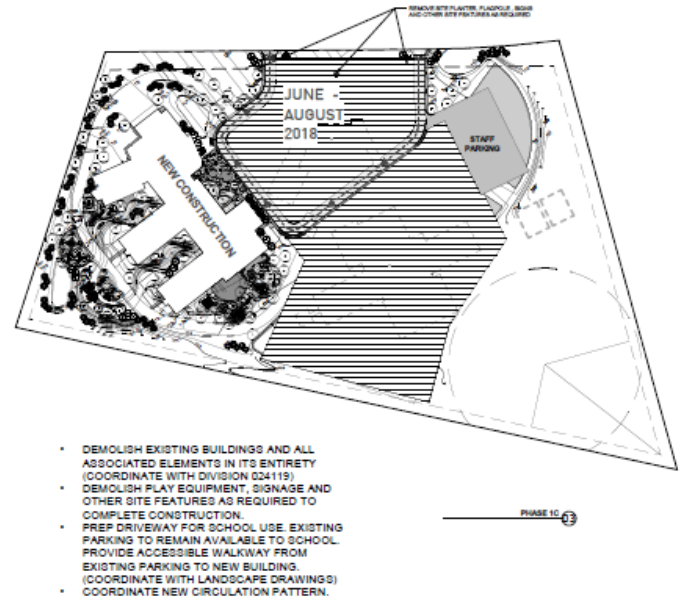 REMOVE SITE PLANTER, FLAGPOLE, SIGNS
AND OTHER SITE FEATURES AS REQUIRED
JUNE -
AUGUST
2018
STAFF
PARKING
NEW CONSTRUCTION
• DEMOLISH EXISTING BUILDINGS AND ALL
ASSOCIATED ELEMENTS IN ITS ENTIRETY
(COORDINATE WITH DIVISION 024119)
• DEMOLISH PLAY EQUIPMENT, SIGNAGE AND
OTHER SITE FEATURES AS REQUIRED TO
COMPLETE CONSTRUCTION.
• PREP DRIVEWAY FOR SCHOOL USE. EXISTING
PARKING TO REMAIN AVAILABLE TO SCHOOL.
PROVIDE ACCESSIBLE WALKWAY FROM
EXISTING PARKING TO NEW BUILDING.
(COORDINATE WITH LANDSCAPE DRAWINGS)
• COORDINATE NEW CIRCULATION PATTERN.
PHASE 1C
03